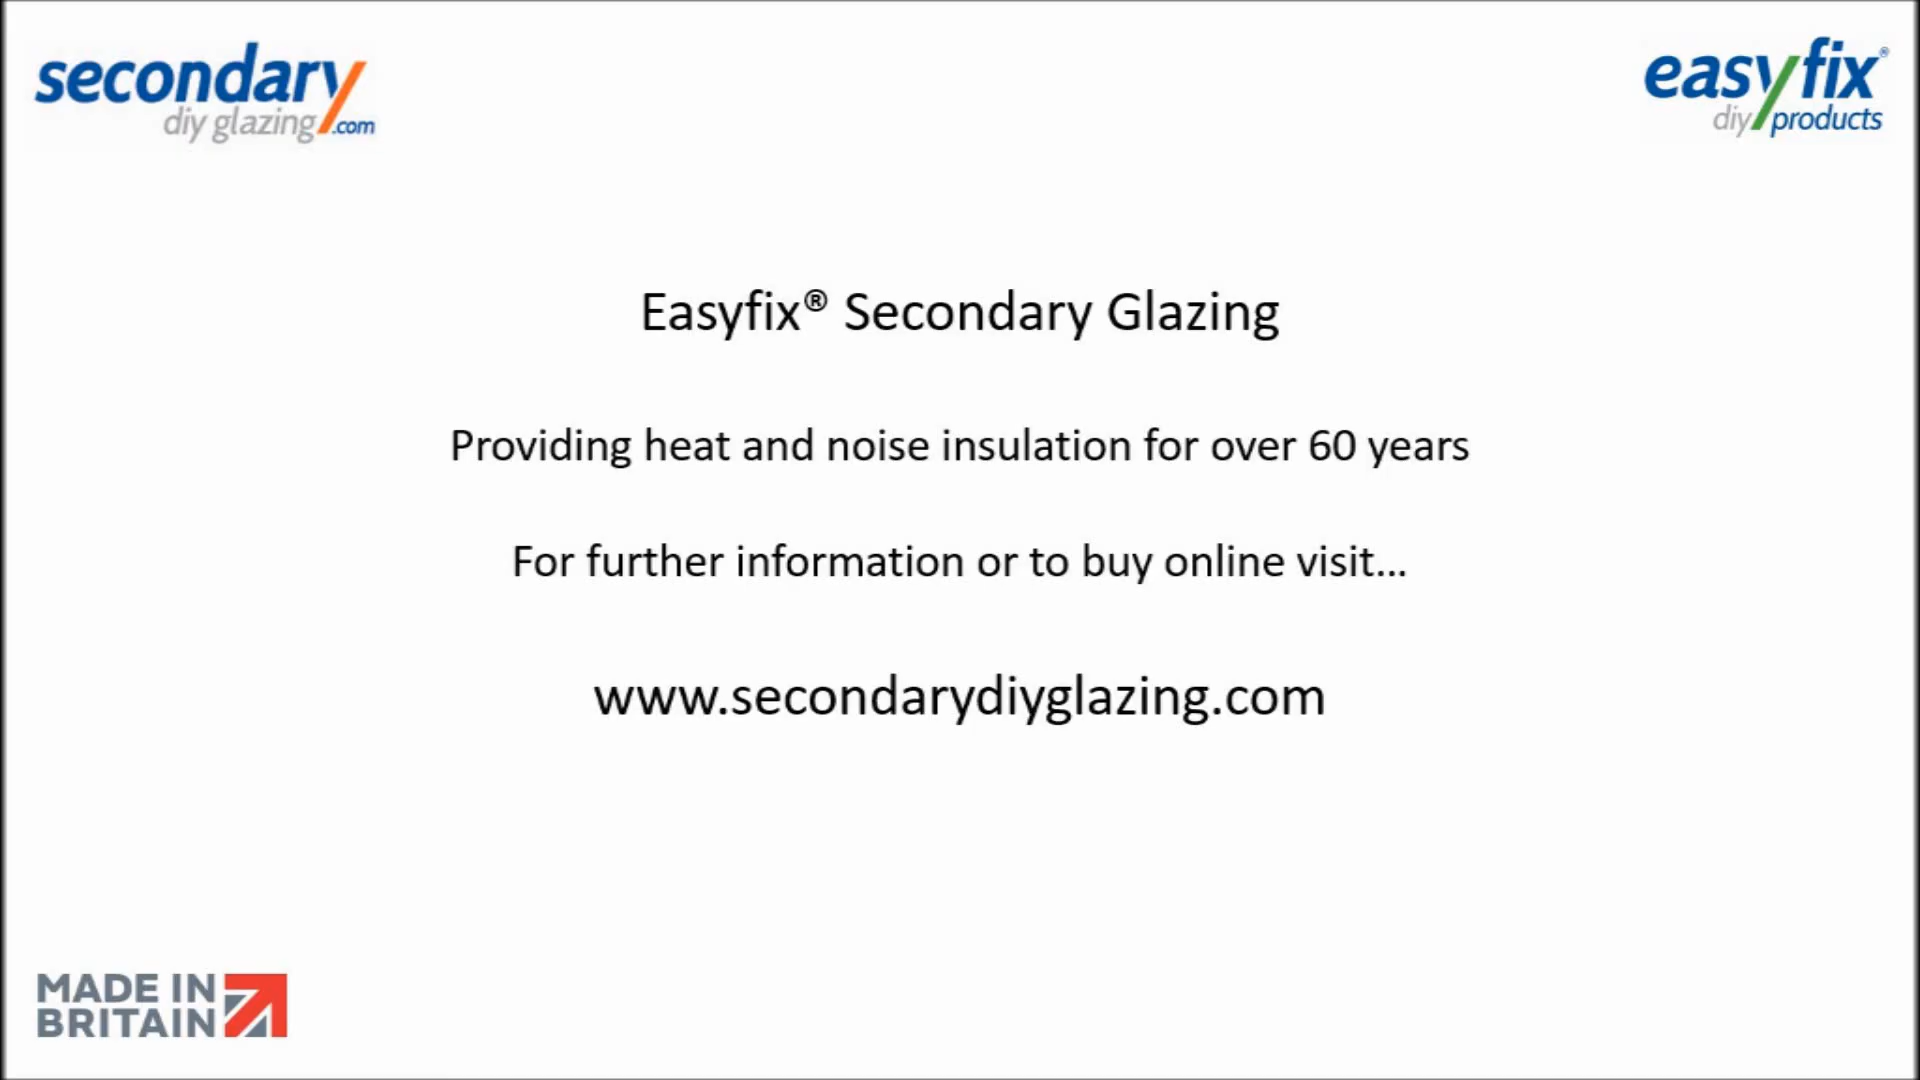 secondary
diy glazing.com
easyfix®
diy products
Easyfix® Secondary Glazing
Providing heat and noise insulation for over 60 years
For further information or to buy online visit...
www.secondarydiyglazing.com
MADE IN
BRITAIN